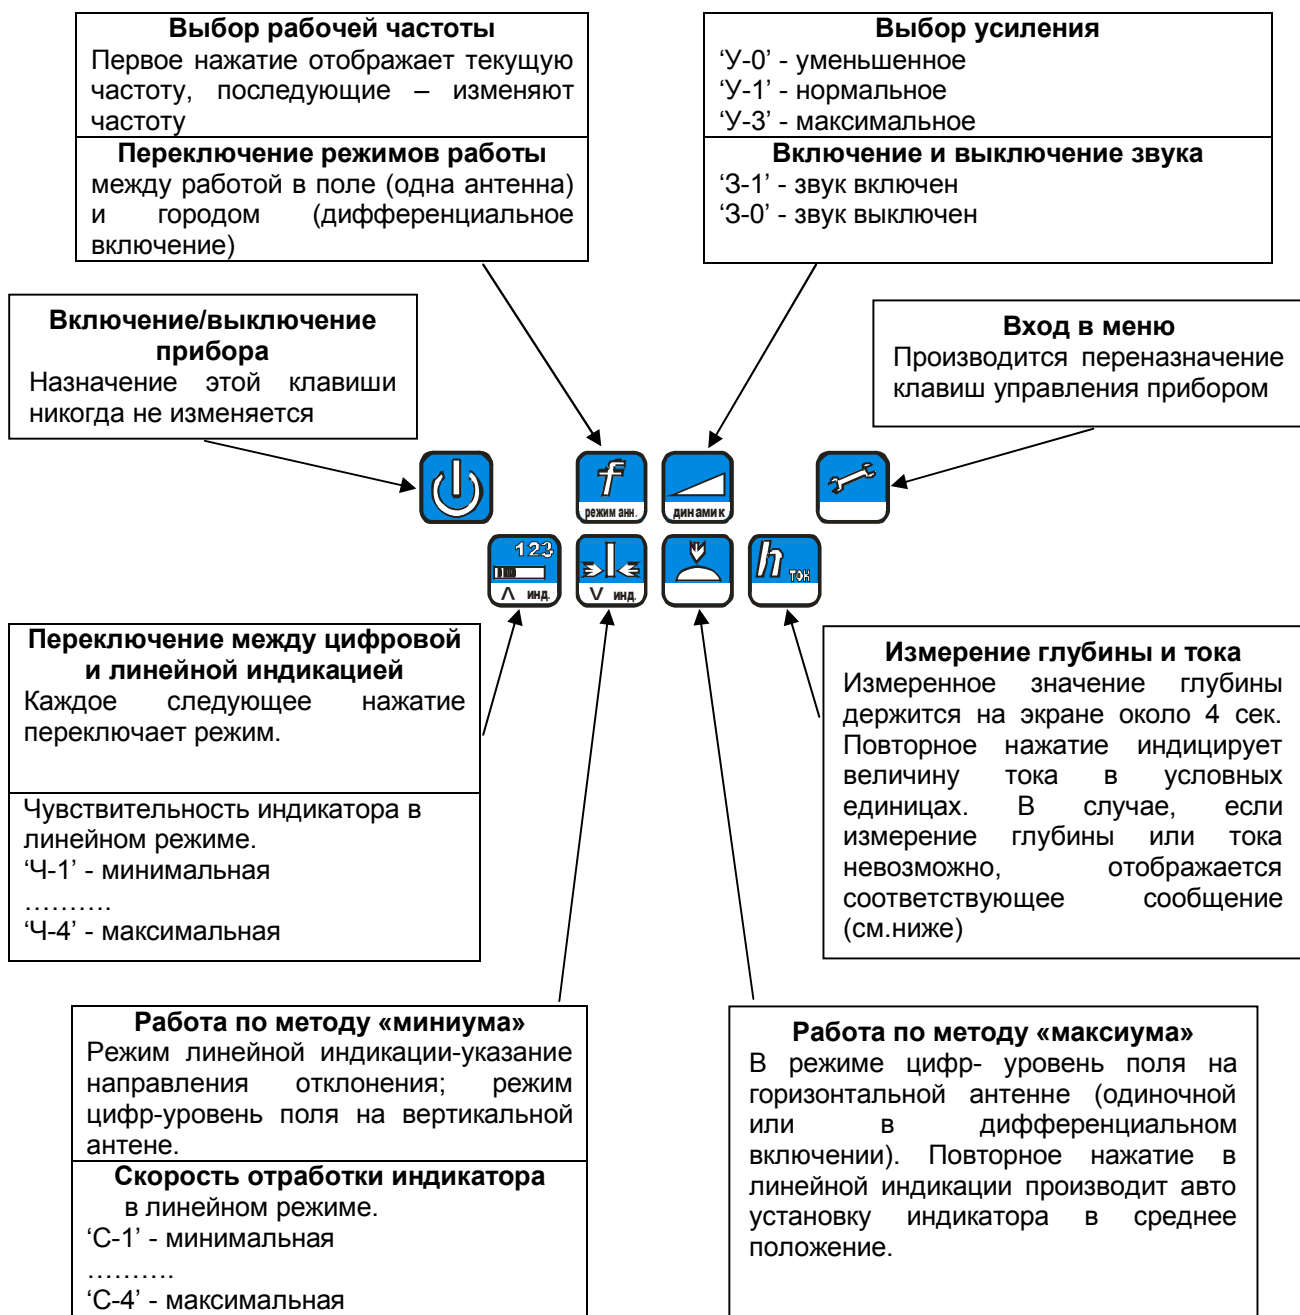 Выбор рабочей частоты
Первое нажатие отображает текущую
частоту, последующие – изменяют
частоту
Переключение режимов работы
между работой в поле (одна антенна)
и городом (дифференциальное
включение)
Выбор усиления
‘У-0’ - уменьшенное
‘У-1’ - нормальное
‘У-3’ - максимальное
Включение и выключение звука
‘З-1’ - звук включен
‘З-0’ - звук выключен
Включение/выключение
прибора
Назначение этой клавиши
никогда не изменяется
Вход в меню
Производится переназначение
клавиш управления прибором
f
режим анн.
динамик
123
Λ инд.
V инд.
h ток
Переключение между цифровой
и линейной индикацией
Каждое следующее нажатие
переключает режим.
Чувствительность индикатора в
линейном режиме.
‘Ч-1’ - минимальная
……….
‘Ч-4’ - максимальная
Измерение глубины и тока
Измеренное значение глубины
держится на экране около 4 сек.
Повторное нажатие индицирует
величину тока в условных
единицах. В случае, если
измерение глубины или тока
невозможно, отображается
соответствующее сообщение
(см.ниже)
Работа по методу «миниума»
Режим линейной индикации-указание
направления отклонения; режим
цифр-уровень поля на вертикальной
антене.
Скорость отработки индикатора
в линейном режиме.
‘С-1’ - минимальная
……….
‘С-4’ - максимальная
Работа по методу «максиума»
В режиме цифр- уровень поля на
горизонтальной антенне (одиночной
или в дифференциальном
включении). Повторное нажатие в
линейной индикации производит авто
установку индикатора в среднее
положение.